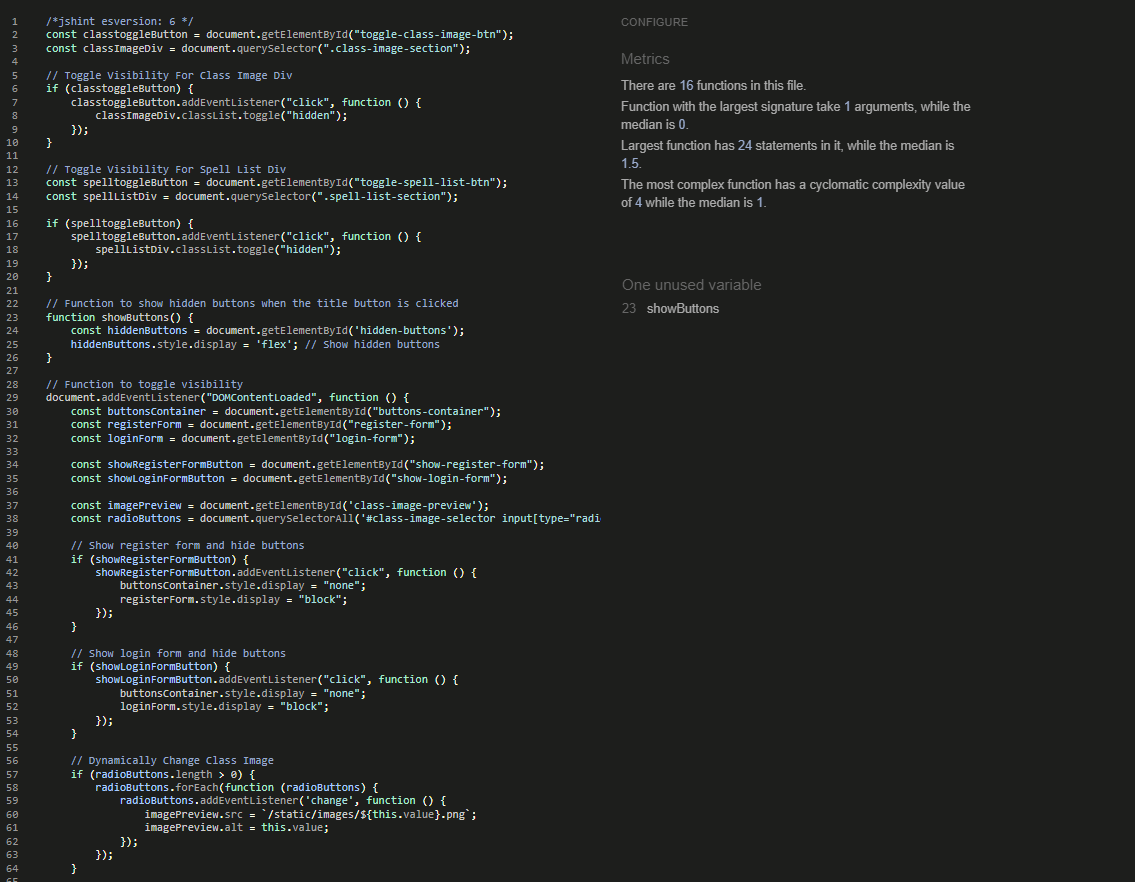 1 /*jshint esversion: 6 */
2 const classtoggleButton = document.getElementById("toggle-class-image-btn");
3 const classImageDiv = document.querySelector(".class-image-section");
4
5 // Toggle Visibility For Class Image Div
6 if (classtoggleButton) {
7     classtoggleButton.addEventListener("click", function () {
8         classImageDiv.classList.toggle("hidden");
9     });
10 }
11
12 // Toggle Visibility For Spell List Div
13 const spelltoggleButton = document.getElementById("toggle-spell-list-btn");
14 const spellListDiv = document.querySelector(".spell-list-section");
15
16 if (spelltoggleButton) {
17     spelltoggleButton.addEventListener("click", function () {
18         spellListDiv.classList.toggle("hidden");
19     });
20 }
21
22 // Function to show hidden buttons when the title button is clicked
23 function showButtons() {
24     const hiddenButtons = document.getElementById('hidden-buttons');
25     hiddenButtons.style.display = 'flex'; // Show hidden buttons
26 }
27
28 // Function to toggle visibility
29 document.addEventListener("DOMContentLoaded", function () {
30     const buttonsContainer = document.getElementById("buttons-container");
31     const registerForm = document.getElementById("register-form");
32     const loginForm = document.getElementById("login-form");
33
34     const showRegisterFormButton = document.getElementById("show-register-form");
35     const showLoginFormButton = document.getElementById("show-login-form");
36
37     const imagePreview = document.getElementById('class-image-preview');
38     const radioButtons = document.querySelectorAll('#class-image-selector input[type="radi
39
40     // Show register form and hide buttons
41     if (showRegisterFormButton) {
42         showRegisterFormButton.addEventListener("click", function () {
43             buttonsContainer.style.display = "none";
44             registerForm.style.display = "block";
45         });
46     }
47
48     // Show login form and hide buttons
49     if (showLoginFormButton) {
50         showLoginFormButton.addEventListener("click", function () {
51             buttonsContainer.style.display = "none";
52             loginForm.style.display = "block";
53         });
54     }
55
56     // Dynamically Change Class Image
57     if (radioButtons.length > 0) {
58         radioButtons.forEach(function (radioButtons) {
59             radioButtons.addEventListener('change', function () {
60                 imagePreview.src = `/static/images/${this.value}.png`;
61                 imagePreview.alt = this.value;
62             });
63         });
64     }
CONFIGURE
Metrics
There are 16 functions in this file.
Function with the largest signature take 1 arguments, while the
median is 0.
Largest function has 24 statements in it, while the median is
1.5.
The most complex function has a cyclomatic complexity value
of 4 while the median is 1.
One unused variable
23 showButtons